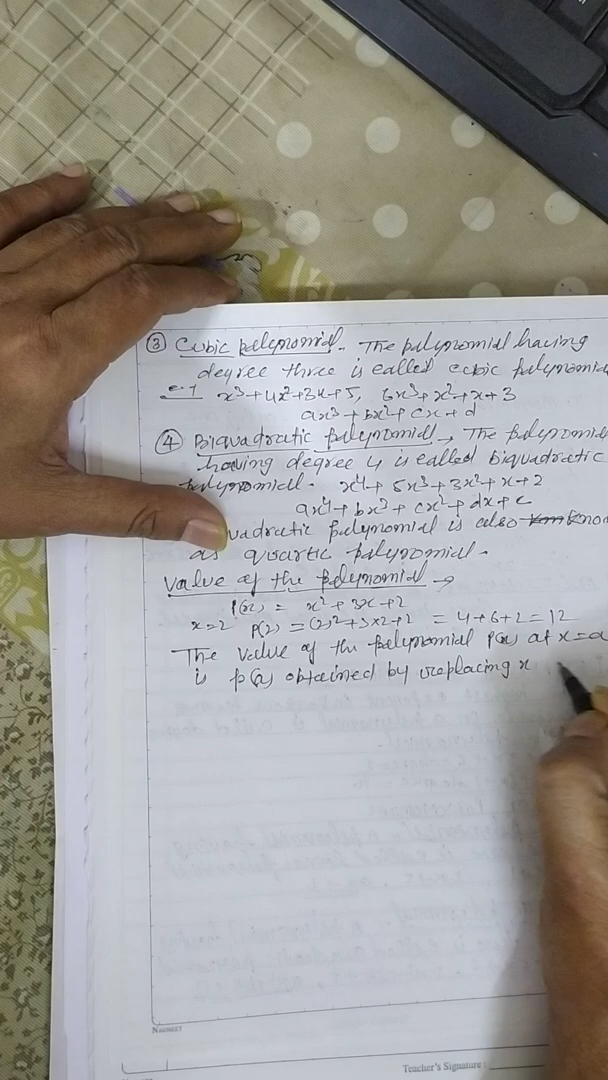 ③ Cubic polynomial - The polynomial having
degree three is called cubic polynomial
e.g x³+4x²+3x+5, 6x³+x²+x+3
ax³+bx²+cx+d
④ Biquadratic polynomial → The polynomial
having degree 4 is called biquadratic
polynomial. x⁴+5x³+3x²+x+2
ax⁴+bx³+cx²+dx+e
quadratic polynomial is also know
as quartic polynomial.
Value of the polynomial →
P(x) = x²+3x+2
x=2 P(2) = (2)²+3×2+2 = 4+6+2=12
The value of the polynomial P(x) at x=a
is p(a) obtained by replacing x
Teacher's Signature :